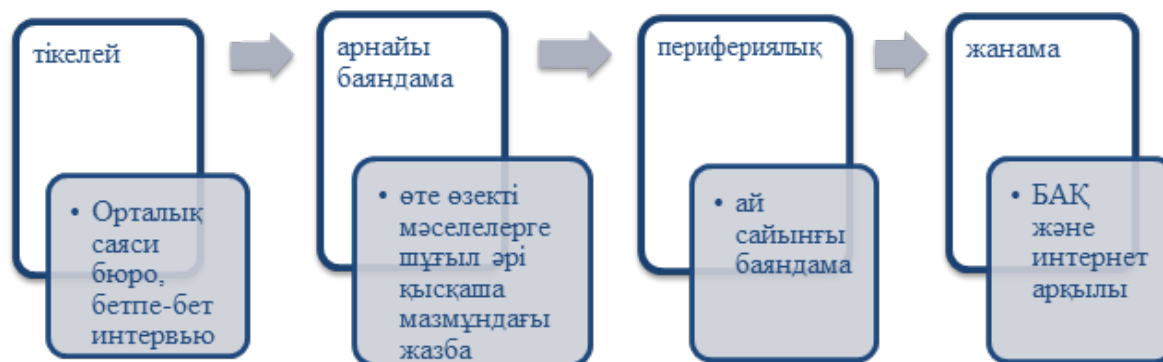 тікелей
• Орталық
саяси
бюро,
бетпе-бет
интервью
арнайы
баяндама
• өте өзекті
мәселелерге
шұғыл әрі
қысқаша
мазмұндағы
жазба
перифериялық
• ай
сайынғы
баяндама
жанама
• БАҚ
және
интернет
арқылы